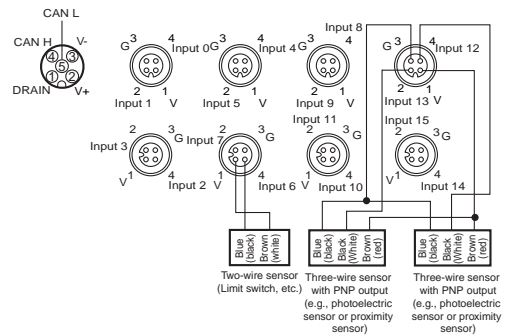 CAN L
CAN H
V-
4
3
5
1
2
DRAIN
V+
G
3
4
Input 0
2
1
Input 1
V
G
3
4
Input 4
2
1
Input 5
V
Input 8
G
3
4
2
1
Input 9
V
G
3
4
Input 12
2
1
Input 13
V
2
3
G
Input 3
V
1
4
Input 2
2
Input 7
3
G
V
1
4
Input 6
Input 11
2
3
G
V
1
4
Input 10
Input 15
2
3
G
V
1
4
Input 14
Blue
(black)
Brown
(white)
Blue
(black)
Black
(White)
Brown
(red)
Blue
(black)
Black
(White)
Brown
(red)
Two-wire sensor
(Limit switch, etc.)
Three-wire sensor
with PNP output
(e.g., photoelectric
sensor or proximity
sensor)
Three-wire sensor
with PNP output
(e.g., photoelectric
sensor or proximity
sensor)